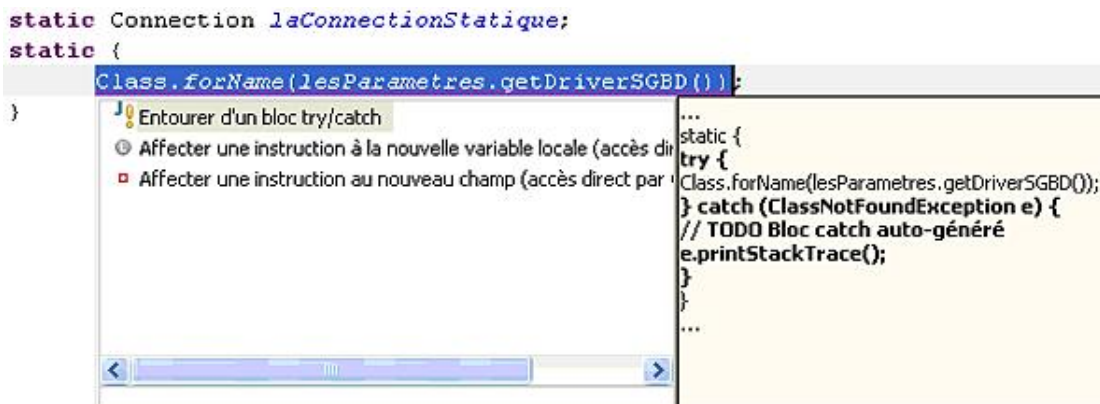 static Connection laConnectionStatique;
static {
Class.forName(lesParametres.getDriverSGBD());
}
Entourer d'un bloc try/catch
Affecter une instruction à la nouvelle variable locale (accès dir
Affecter une instruction au nouveau champ (accès direct par
...
static {
try {
Class.forName(lesParametres.getDriverSGBD());
} catch (ClassNotFoundException e) {
// TODO Bloc catch auto-généré
e.printStackTrace();
}
}
...